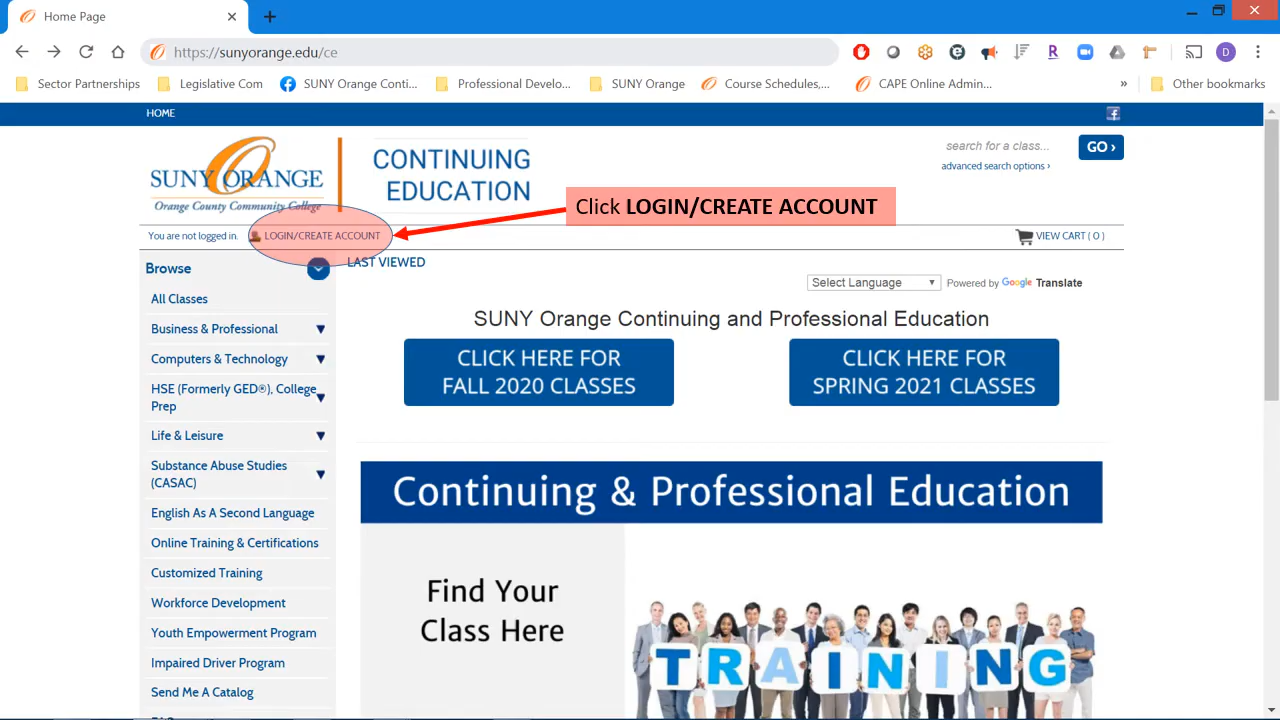 Home Page
https://sunyorange.edu/ce
R
D
Sector Partnerships
Legislative Com
SUNY Orange Conti...
Professional Develo...
SUNY Orange
Course Schedules,...
CAPE Online Admin...
»
Other bookmarks
HOME
f
SUNY ORANGE
Orange County Community College
CONTINUING
EDUCATION
search for a class...
GO ›
advanced search options ›
Click LOGIN/CREATE ACCOUNT
You are not logged in.
LOGIN/CREATE ACCOUNT
VIEW CART ( 0 )
Browse
LAST VIEWED
Select Language
Powered by Google Translate
All Classes
Business & Professional
Computers & Technology
HSE (Formerly GED®), College
Prep
Life & Leisure
Substance Abuse Studies
(CASAC)
English As A Second Language
Online Training & Certifications
Customized Training
Workforce Development
Youth Empowerment Program
Impaired Driver Program
Send Me A Catalog
SUNY Orange Continuing and Professional Education
CLICK HERE FOR
FALL 2020 CLASSES
CLICK HERE FOR
SPRING 2021 CLASSES
Continuing & Professional Education
Find Your
Class Here
TRAINING